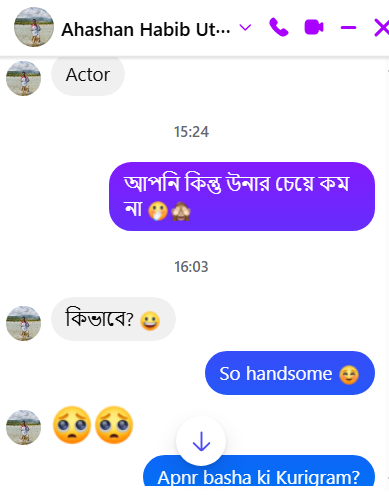 Ahashan Habib Ut...
Actor
15:24
আপনি কিন্তু উনার চেয়ে কম
না 🤭🙈
16:03
কিভাবে? 😀
So handsome ☺️
🥺🥺
Apnr basha ki Kurigram?